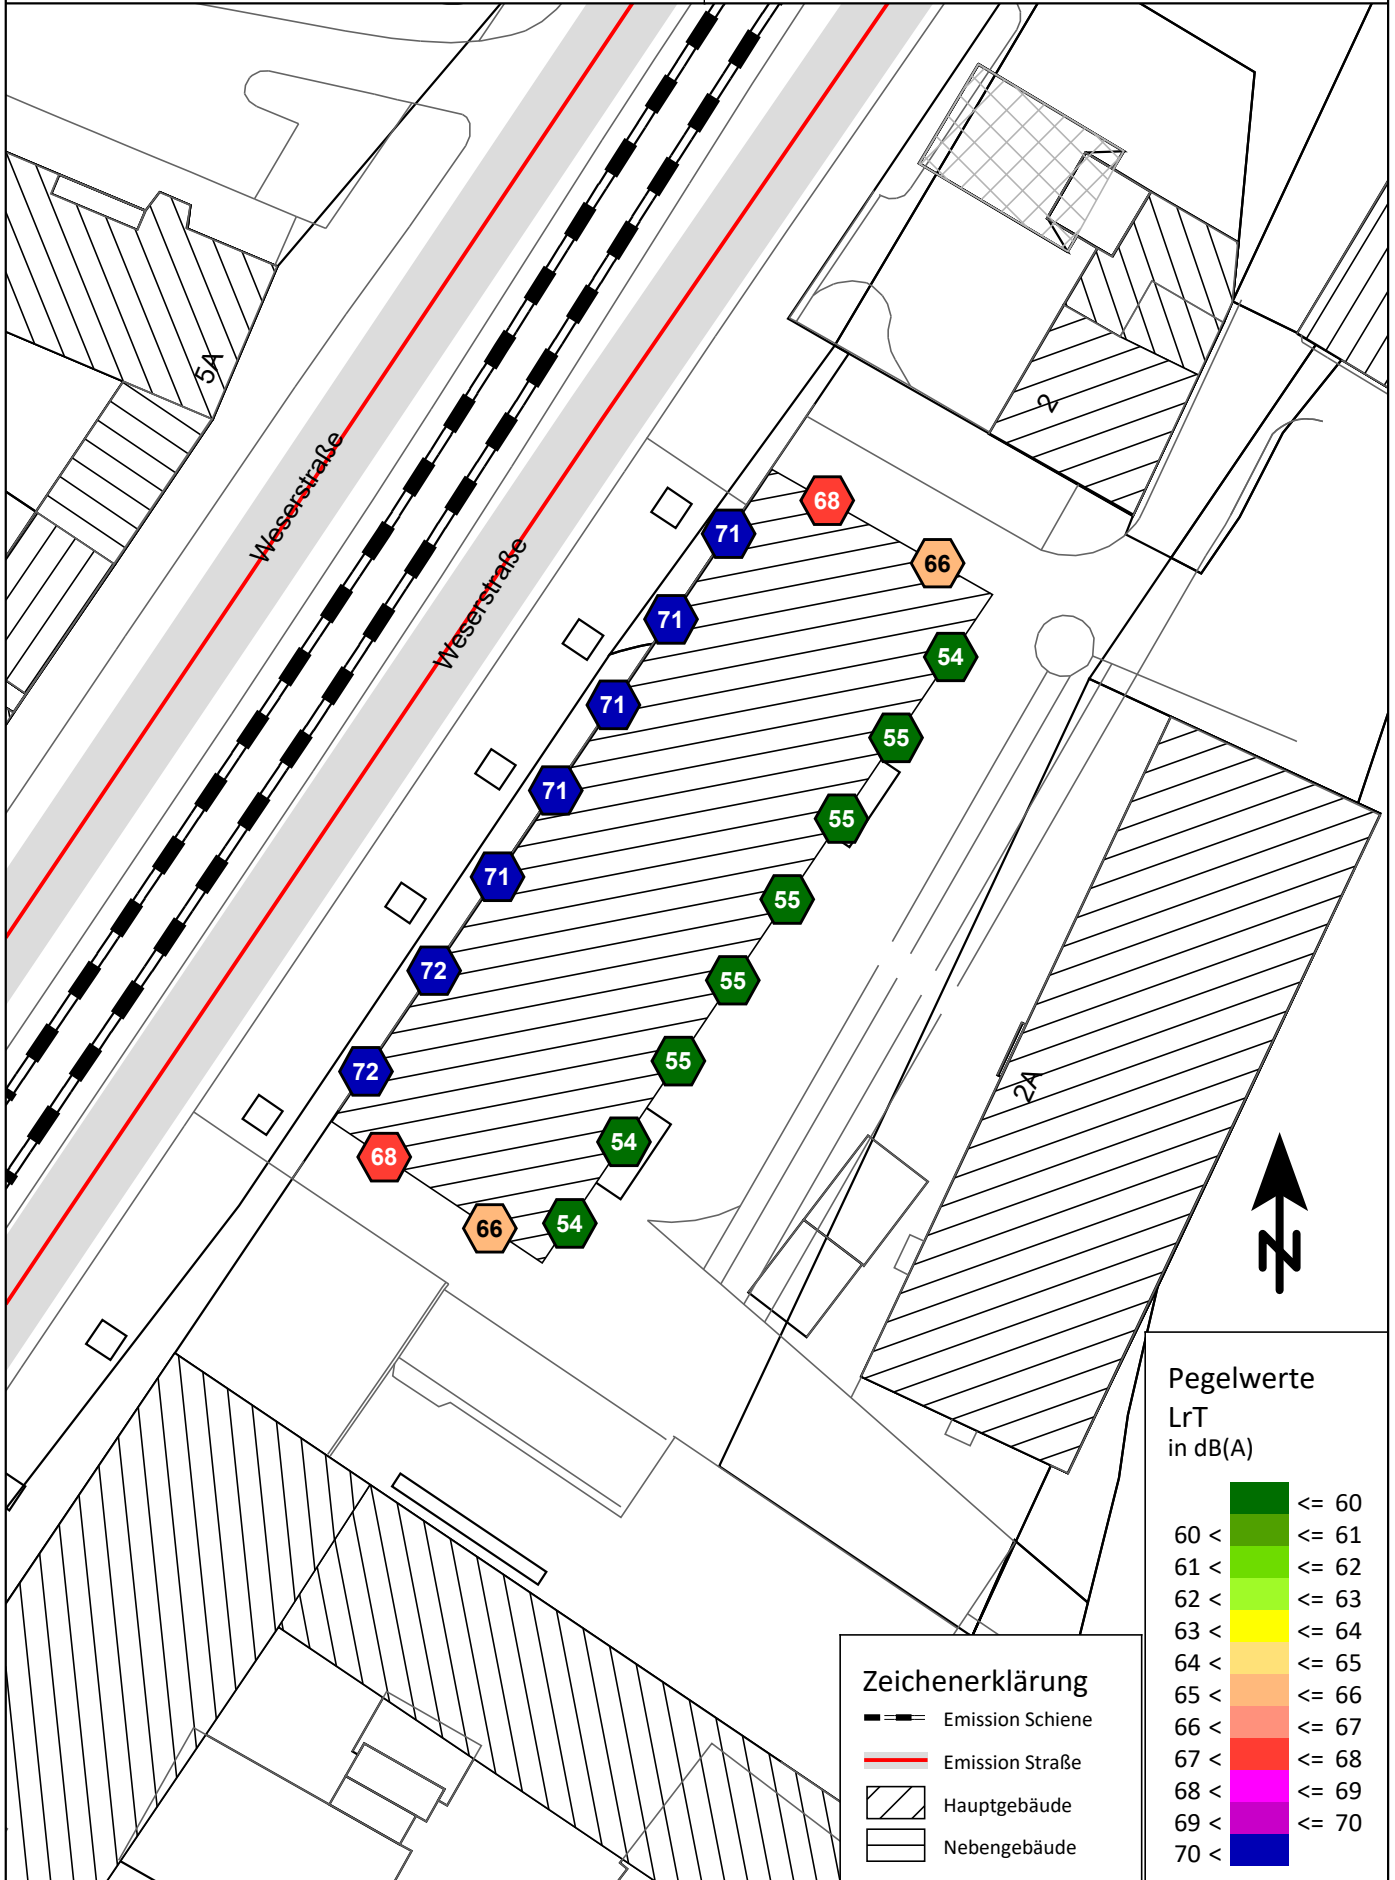 5A
2
Weserstraße
Weserstraße
68
71
66
71
54
71
55
71
55
71
55
72
55
72
55
54
68
54
66
2A
N
Pegelwerte
LrT
in dB(A)
<= 60
60 < <= 61
61 < <= 62
62 < <= 63
63 < <= 64
64 < <= 65
65 < <= 66
66 < <= 67
67 < <= 68
68 < <= 69
69 < <= 70
70 <
Zeichenerklärung
Emission Schiene
Emission Straße
Hauptgebäude
Nebengebäude